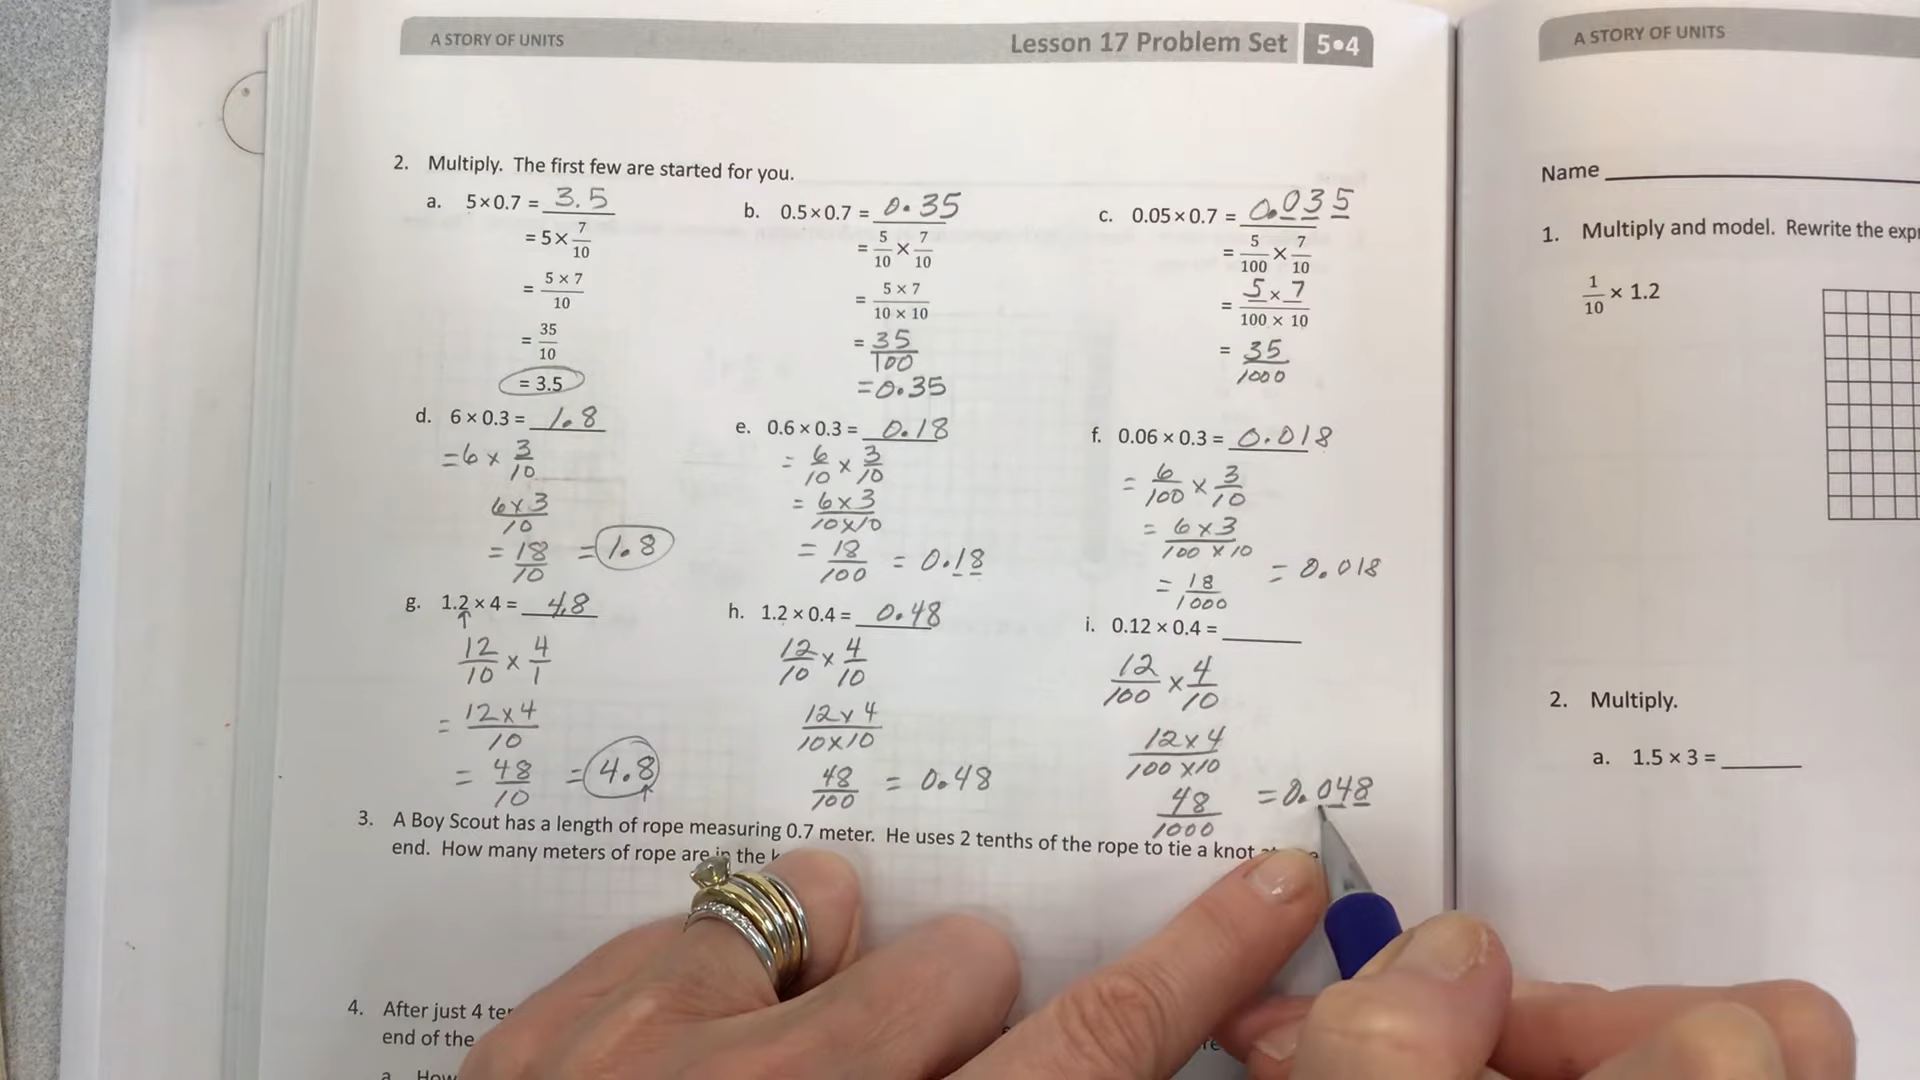 A STORY OF UNITS
Lesson 17 Problem Set 5•4
2. Multiply. The first few are started for you.
a. 5 × 0.7 = 3.5
= 5 × 7/10
= 5 × 7 / 10
= 35/10
= 3.5
b. 0.5 × 0.7 = 0.35
= 5/10 × 7/10
= 5 × 7 / 10 × 10
= 35/100
= 0.35
c. 0.05 × 0.7 = 0.035
= 5/100 × 7/10
= 5 × 7 / 100 × 10
= 35/1000
d. 6 × 0.3 = 1.8
= 6 × 3/10
6 × 3 / 10
= 18/10 = 1.8
e. 0.6 × 0.3 = 0.18
= 6/10 × 3/10
= 6 × 3 / 10 × 10
= 18/100 = 0.18
f. 0.06 × 0.3 = 0.018
= 6/100 × 3/10
= 6 × 3 / 100 × 10
= 18/1000 = 0.018
g. 1.2 × 4 = 4.8
12/10 × 4/1
= 12 × 4 / 10
= 48/10 = 4.8
h. 1.2 × 0.4 = 0.48
12/10 × 4/10
12 × 4 / 10 × 10
48/100 = 0.48
i. 0.12 × 0.4 =
12/100 × 4/10
12 × 4 / 100 × 10
48/1000 = 0.048
3. A Boy Scout has a length of rope measuring 0.7 meter. He uses 2 tenths of the rope to tie a knot
end. How many meters of rope are in the
4. After just 4
end of the
a. How
A STORY OF UNITS
Name
1. Multiply and model. Rewrite the
1/10 × 1.2
2. Multiply.
a. 1.5 × 3 =